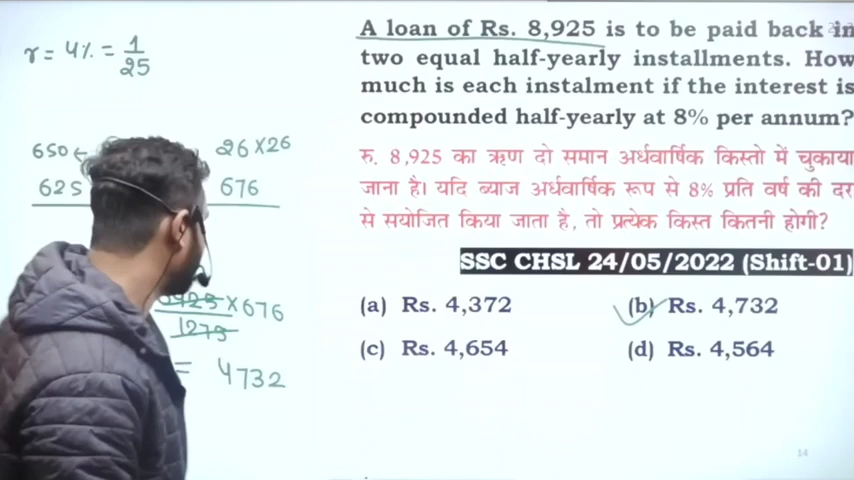 r = 4% = 1/25
650 ← 26×26
625 676
8925 ×676
1275
= 4732
A loan of Rs. 8,925 is to be paid back in
two equal half-yearly installments. How
much is each instalment if the interest is
compounded half-yearly at 8% per annum?
रु. 8,925 का ऋण दो समान अर्धवार्षिक किस्तो में चुकाया
जाना है। यदि ब्याज अर्धवार्षिक रूप से 8% प्रति वर्ष की दर
से सयोजित किया जाता है, तो प्रत्येक किस्त कितनी होगी?
SSC CHSL 24/05/2022 (Shift-01)
(a) Rs. 4,372 (b) Rs. 4,732
(c) Rs. 4,654 (d) Rs. 4,564
14